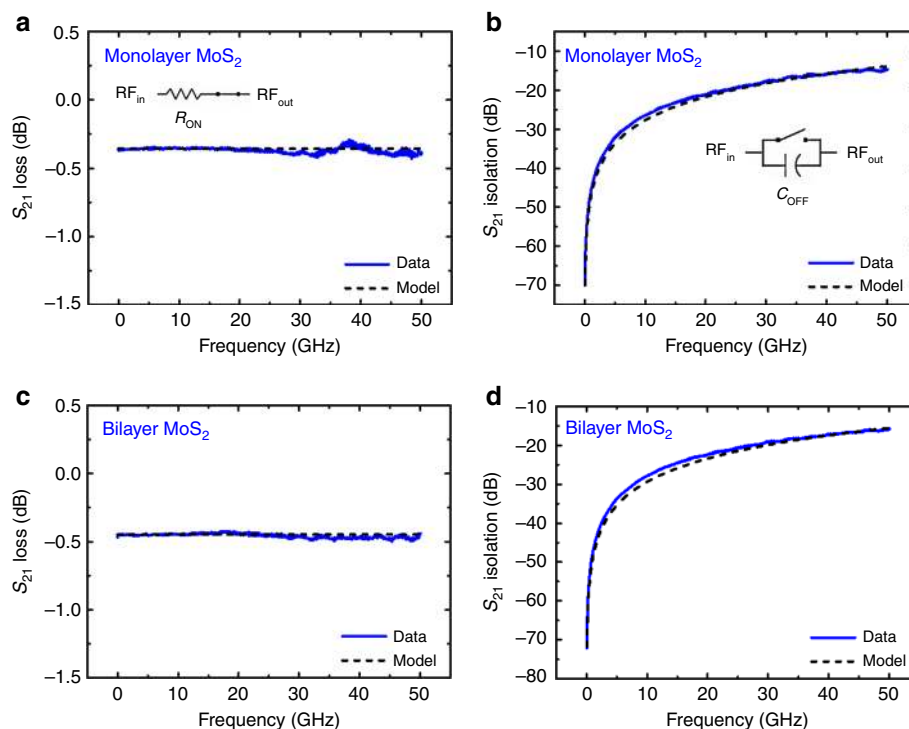 a
0.5
0.0
−0.5
−1.0
−1.5
S21 loss (dB)
Monolayer MoS2
RFin
RFout
RON
Data
Model
0 10 20 30 40 50
Frequency (GHz)
b
−10
−20
−30
−40
−50
−60
−70
S21 isolation (dB)
Monolayer MoS2
RFin
RFout
COFF
Data
Model
0 10 20 30 40 50
Frequency (GHz)
c
0.5
0.0
−0.5
−1.0
−1.5
S21 loss (dB)
Bilayer MoS2
Data
Model
0 10 20 30 40 50
Frequency (GHz)
d
−10
−20
−30
−40
−50
−60
−70
−80
S21 isolation (dB)
Bilayer MoS2
Data
Model
0 10 20 30 40 50
Frequency (GHz)